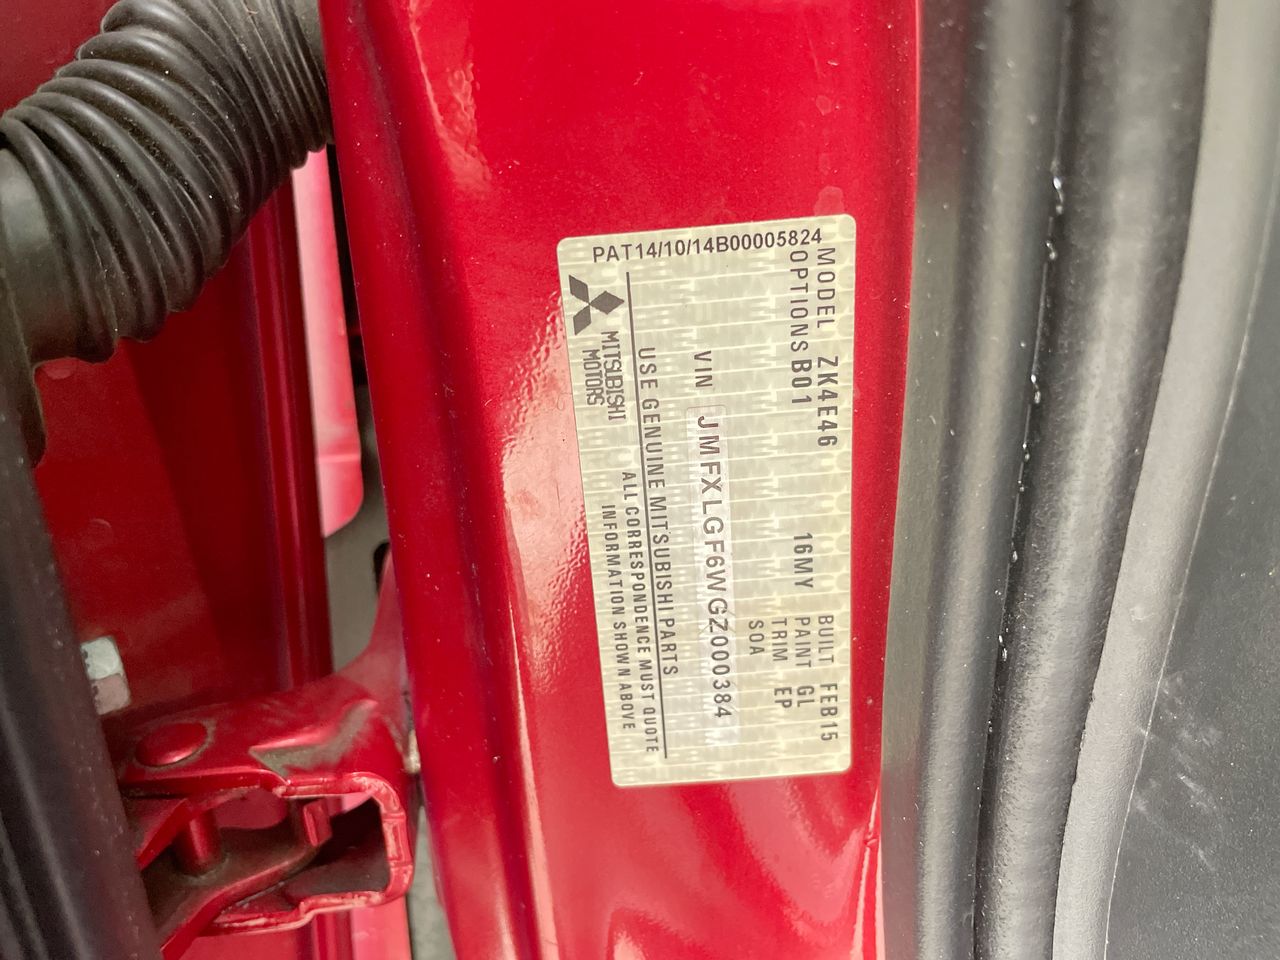 PAT14/10/14B00005824
MODEL ZK4E46 BUILT FEB15
OPTIONS B01 16MY PAINT GL
TRIM EP
SOA
VIN JMFXLGF6WGZ000384
USE GENUINE MITSUBISHI PARTS
MITSUBISHI
MOTORS
ALL CORRESPONDENCE MUST QUOTE
INFORMATION SHOWN ABOVE